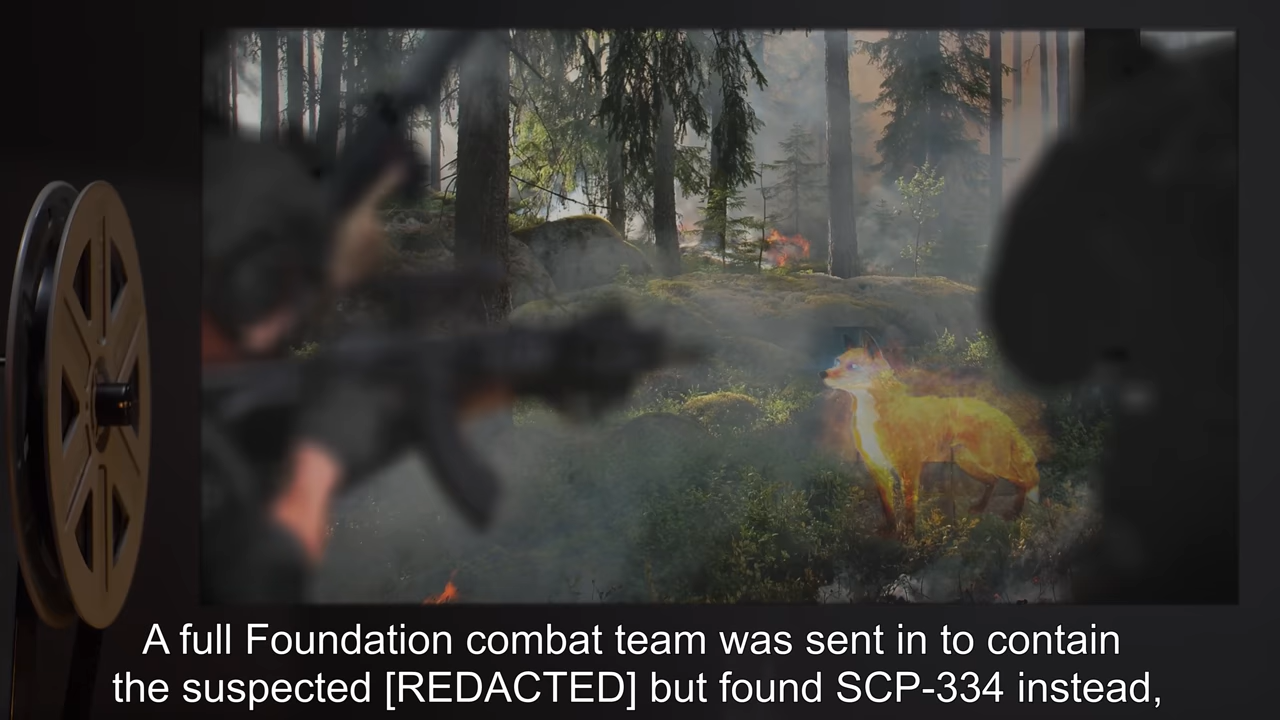 A full Foundation combat team was sent in to contain
the suspected [REDACTED] but found SCP-334 instead,